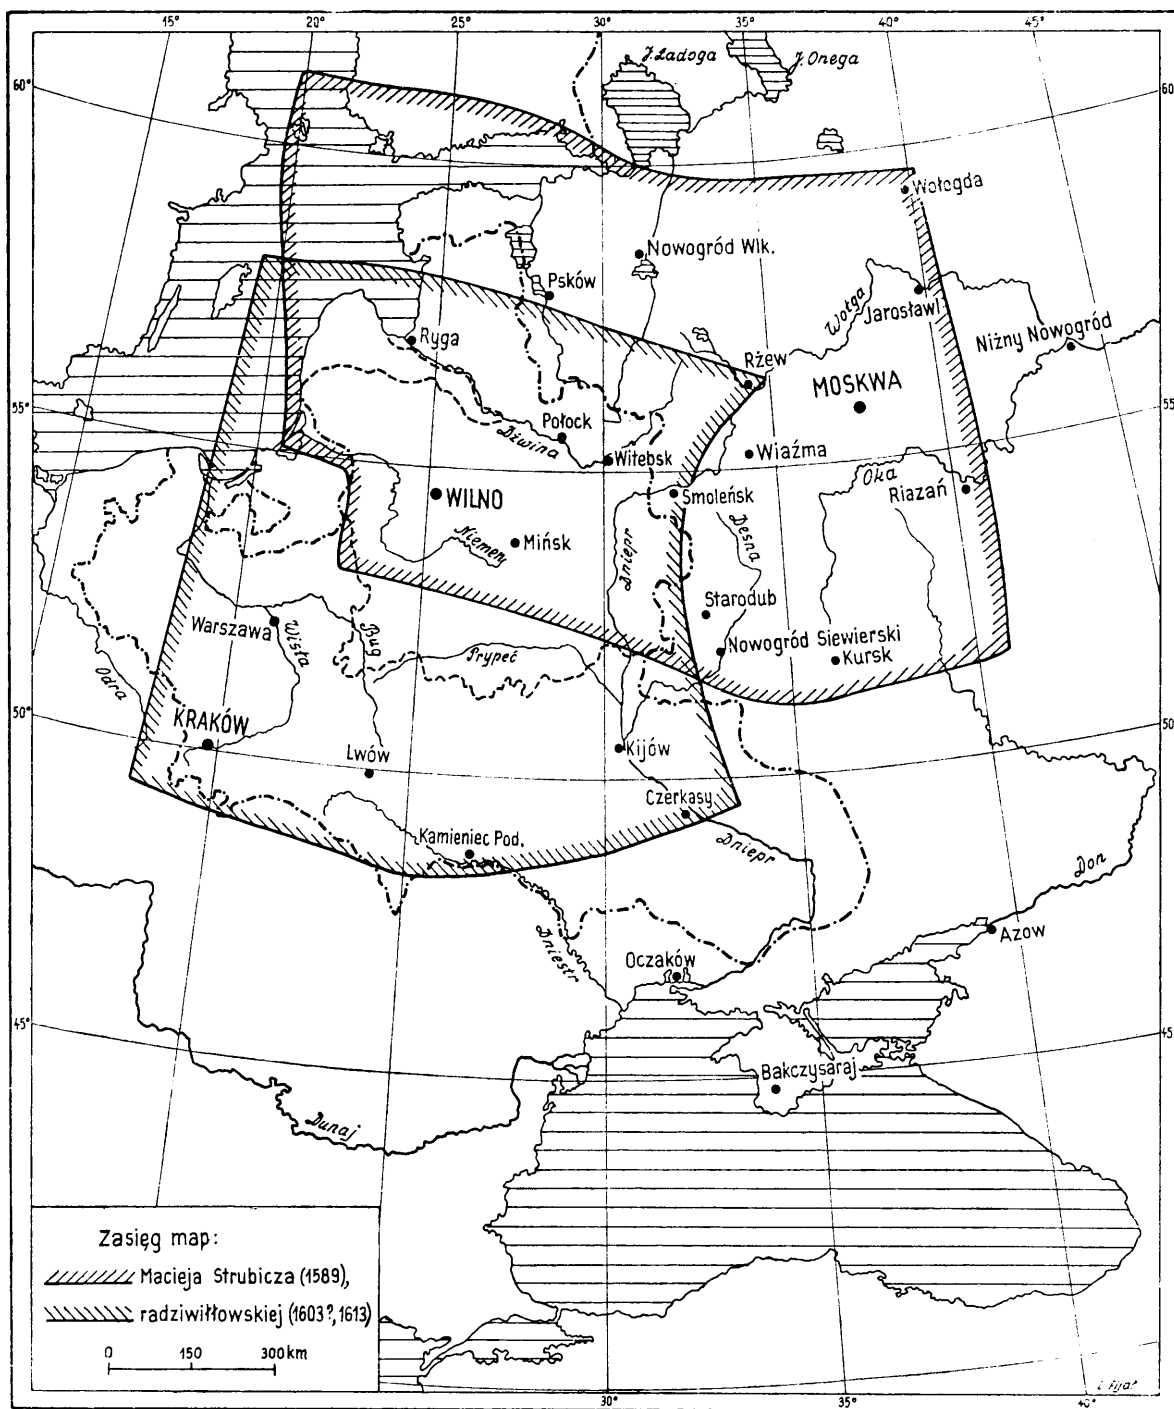 15°
20°
25°
30°
35°
40°
45°
J. Ładoga
J. Onega
60°
60
Wołogda
Nowogród Wlk.
Psków
Wołga
Jarosławl
Ryga
Niżny Nowogród
Rżew
MOSKWA
55°
55
Połock
Dźwina
Witebsk
Wiaźma
Oka
WILNO
Smoleńsk
Riazań
Niemen
Mińsk
Dniepr
Desna
Starodub
Warszawa
Wisła
Bug
Prypeć
Nowogród Siewierski
Kursk
Odra
50°
50
KRAKÓW
Lwów
Kijów
Czerkasy
Kamieniec Pod.
Dniepr
Don
Dniestr
Azow
Oczaków
45°
45
Bakczysaraj
Dunaj
Zasięg map:
Macieja Strubicza (1589),
radziwiłłowskiej (1603?, 1613)
0 150 300 km
30°
35°
40°